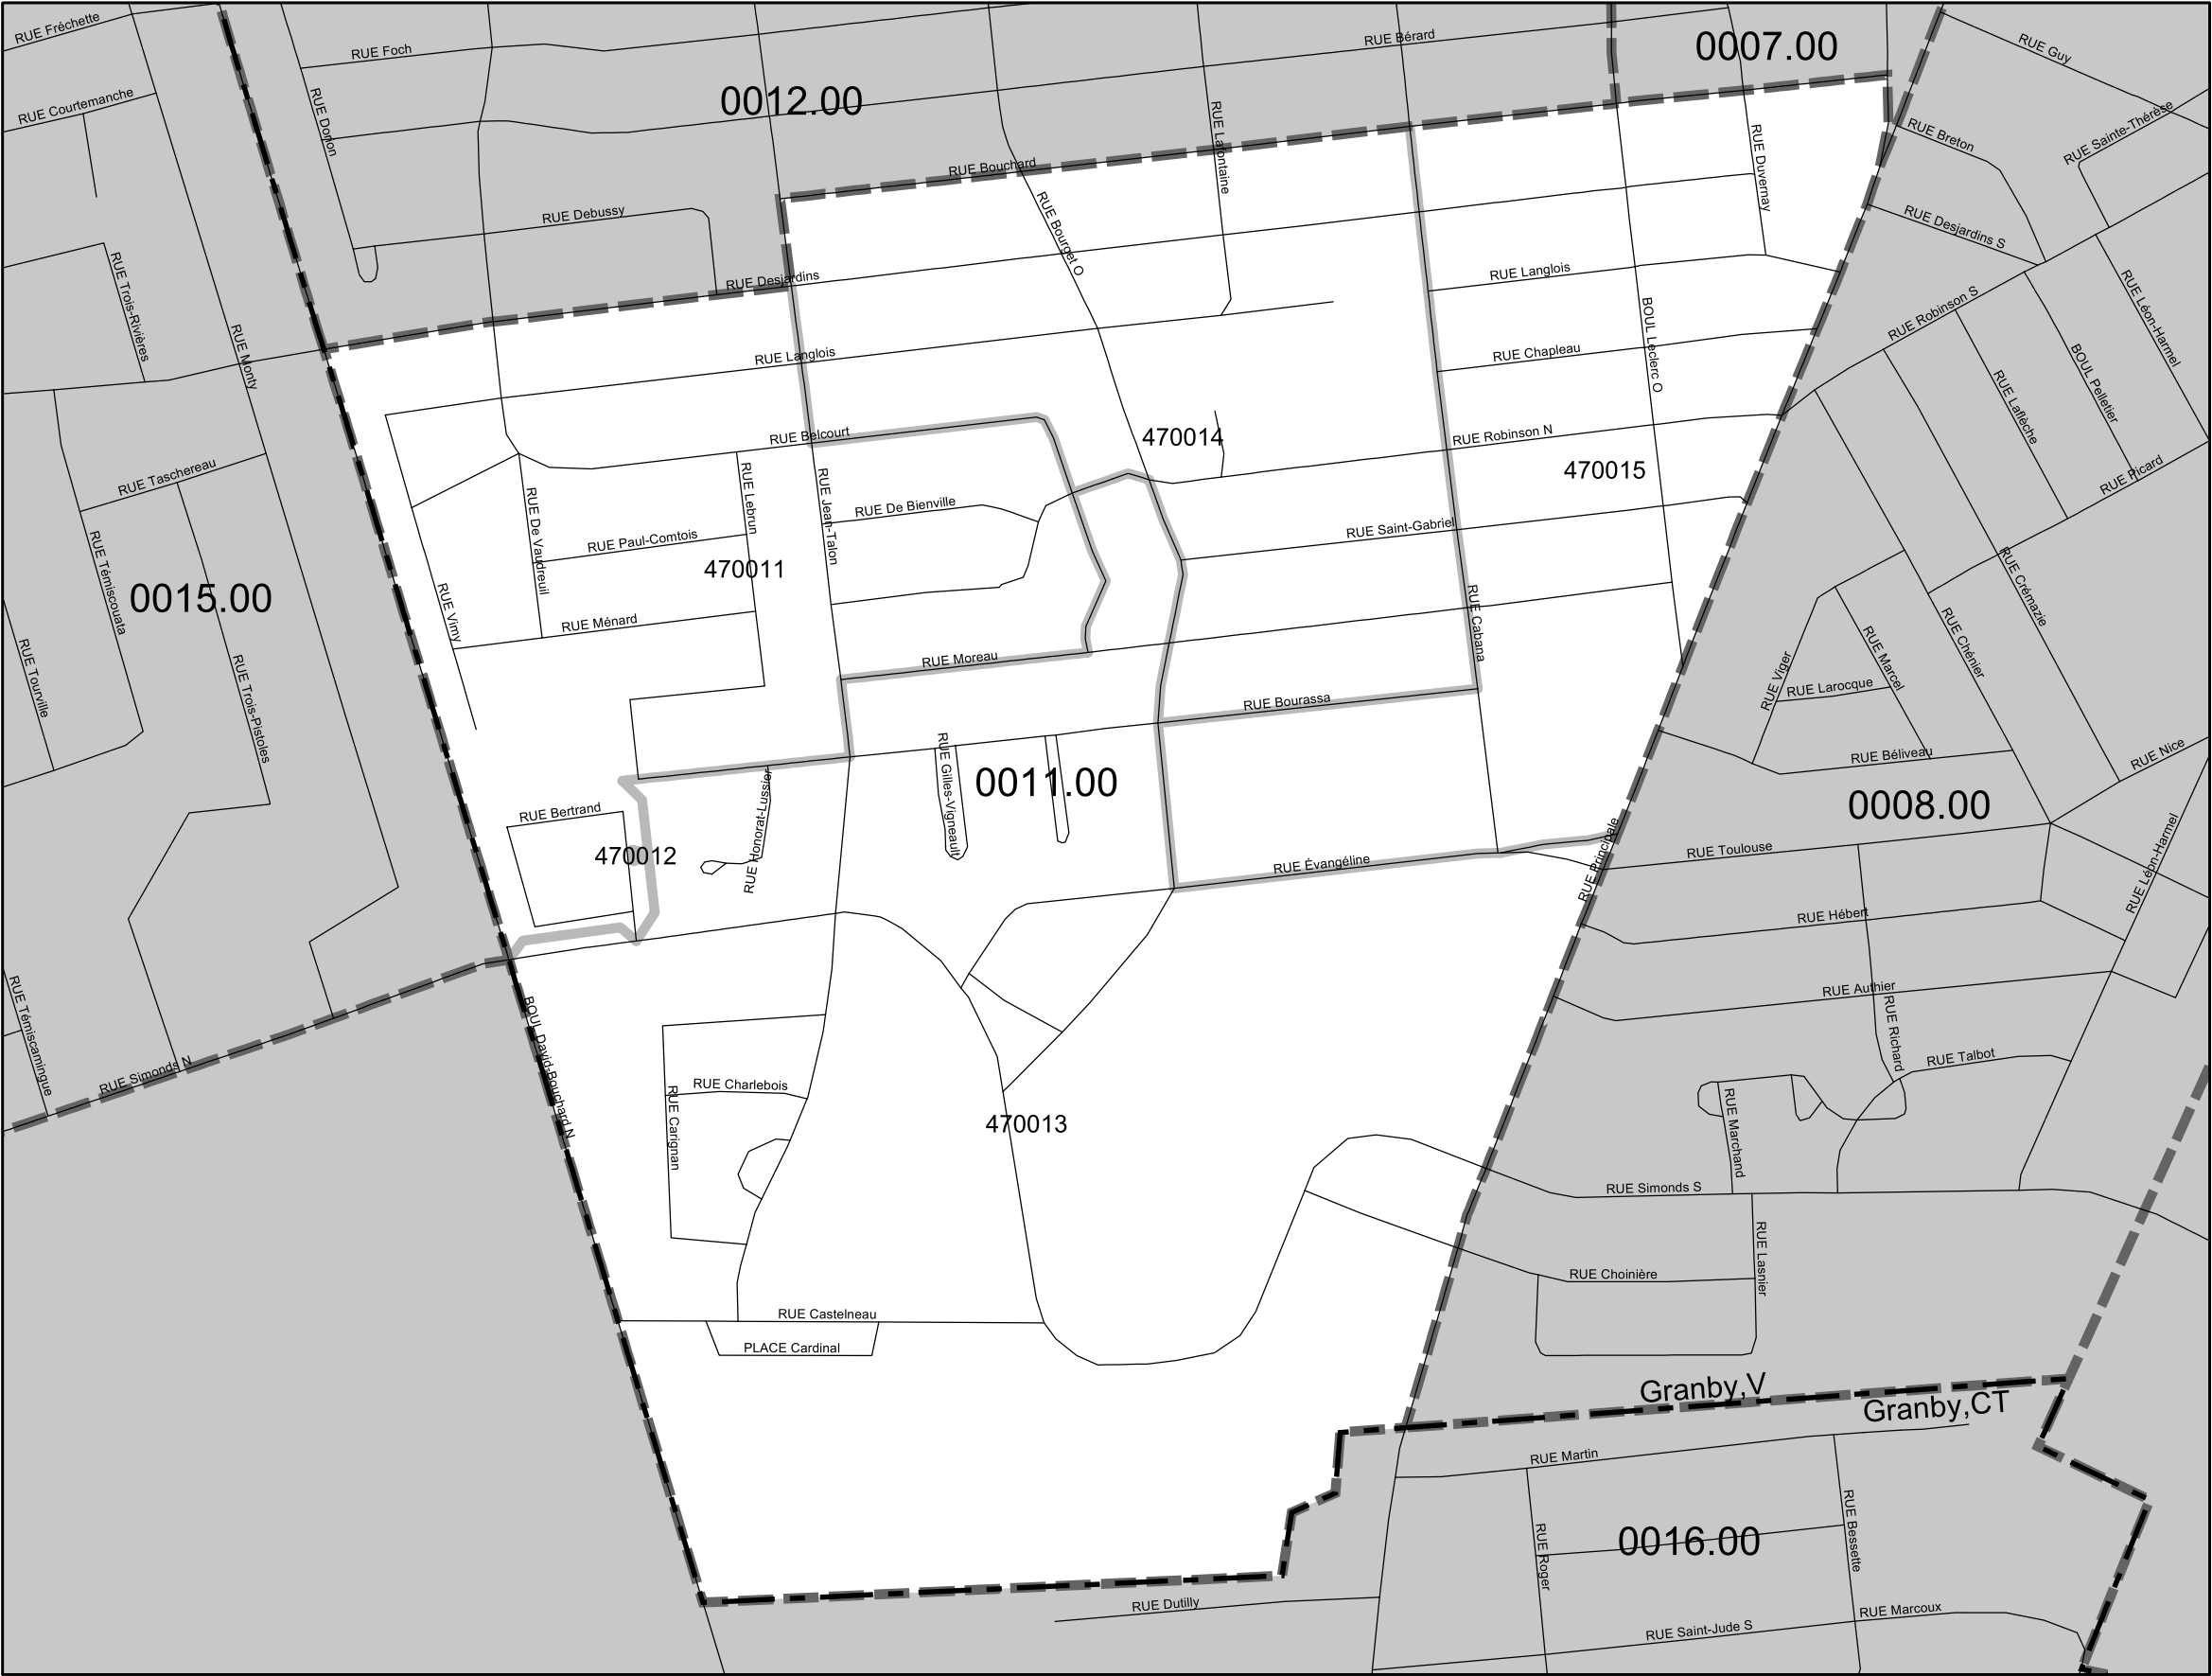 RUE Fréchette
RUE Foch
RUE Bérard
0007.00
RUE Guy
RUE Courtemanche
RUE Dorion
0012.00
RUE Lafontaine
RUE Duvernay
RUE Breton
RUE Sainte-Thérèse
RUE Bouchard
RUE Debussy
RUE Bourget O
RUE Desjardins S
RUE Trois-Rivières
RUE Monty
RUE Desjardins
RUE Langlois
BOUL Leclerc O
RUE Robinson S
RUE Léon-Harmel
RUE Langlois
RUE Chapleau
BOUL Pelletier
RUE Laflèche
RUE Belcourt
470014
RUE Robinson N
470015
RUE Picard
RUE Taschereau
RUE De Vaudreuil
RUE Lebrun
RUE Jean-Talon
RUE De Bienville
RUE Saint-Gabriel
RUE Paul-Comtois
470011
RUE Témiscouata
0015.00
RUE Vimy
RUE Ménard
RUE Cabana
RUE Crémazie
RUE Chénier
RUE Marcel
RUE Viger
RUE Larocque
RUE Tourville
RUE Trois-Pistoles
RUE Moreau
RUE Bourassa
RUE Béliveau
RUE Nice
RUE Gilles-Vigneault
0011.00
RUE Honorat-Lussier
RUE Bertrand
470012
0008.00
RUE Principale
RUE Toulouse
RUE Évangéline
RUE Léon-Harmel
RUE Hébert
RUE Authier
RUE Richard
RUE Témiscamingue
BOUL David-Bouchard N
RUE Simonds N
RUE Talbot
RUE Charlebois
RUE Carignan
470013
RUE Marchand
RUE Simonds S
RUE Lasnier
RUE Choinière
RUE Castelneau
PLACE Cardinal
Granby,V
Granby,CT
RUE Martin
RUE Roger
0016.00
RUE Bessette
RUE Dutilly
RUE Saint-Jude S
RUE Marcoux